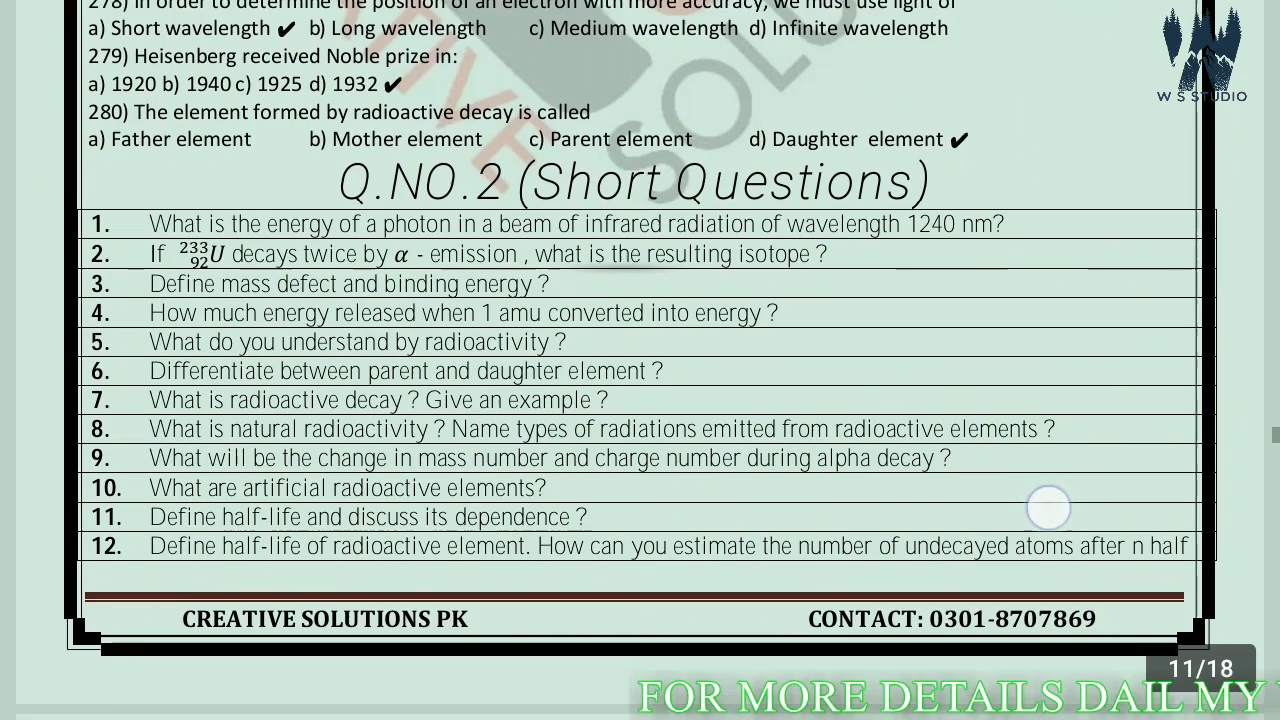 278) In order to determine the position of an electron with more accuracy, we must use light of
a) Short wavelength ✔ b) Long wavelength c) Medium wavelength d) Infinite wavelength
279) Heisenberg received Noble prize in:
a) 1920 b) 1940 c) 1925 d) 1932 ✔
280) The element formed by radioactive decay is called
a) Father element b) Mother element c) Parent element d) Daughter element ✔
W S STUDIO
Q.NO.2 (Short Questions)
1. What is the energy of a photon in a beam of infrared radiation of wavelength 1240 nm?
2. If ²³³₉₂U decays twice by α - emission , what is the resulting isotope ?
3. Define mass defect and binding energy ?
4. How much energy released when 1 amu converted into energy ?
5. What do you understand by radioactivity ?
6. Differentiate between parent and daughter element ?
7. What is radioactive decay ? Give an example ?
8. What is natural radioactivity ? Name types of radiations emitted from radioactive elements ?
9. What will be the change in mass number and charge number during alpha decay ?
10. What are artificial radioactive elements?
11. Define half-life and discuss its dependence ?
12. Define half-life of radioactive element. How can you estimate the number of undecayed atoms after n half
CREATIVE SOLUTIONS PK CONTACT: 0301-8707869
11/18
FOR MORE DETAILS DAIL MY